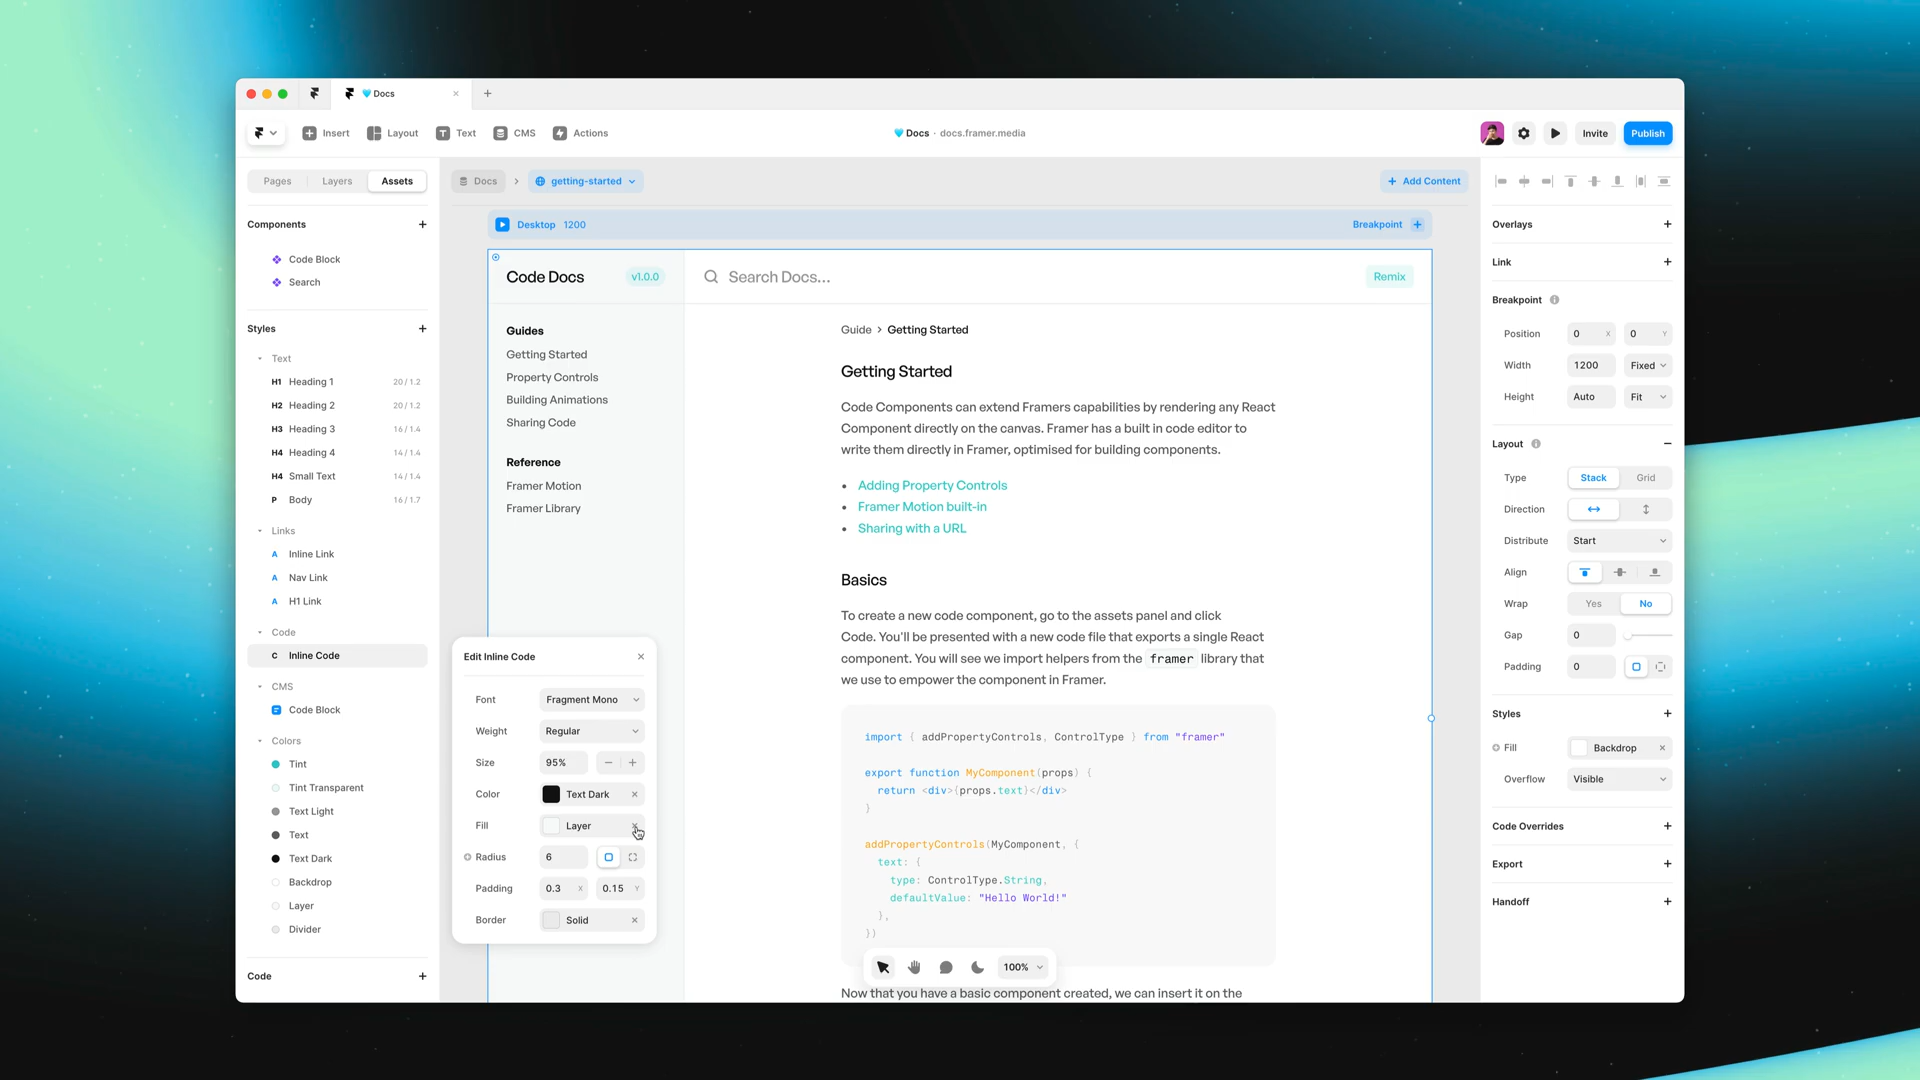 Docs
Insert
Layout
Text
CMS
Actions
Docs · docs.framer.media
Invite
Publish
Pages
Layers
Assets
Components
Code Block
Search
Styles
Text
H1 Heading 1 20 / 1.2
H2 Heading 2 20 / 1.2
H3 Heading 3 16 / 1.4
H4 Heading 4 14 / 1.4
H4 Small Text 14 / 1.4
P Body 16 / 1.7
Links
A Inline Link
A Nav Link
A H1 Link
Code
C Inline Code
CMS
Code Block
Colors
Tint
Tint Transparent
Text Light
Text
Text Dark
Backdrop
Layer
Divider
Code
Docs
getting-started
Add Content
Desktop 1200
Breakpoint
Code Docs
v1.0.0
Search Docs...
Remix
Guides
Getting Started
Property Controls
Building Animations
Sharing Code
Reference
Framer Motion
Framer Library
Guide > Getting Started
Getting Started
Code Components can extend Framers capabilities by rendering any React
Component directly on the canvas. Framer has a built in code editor to
write them directly in Framer, optimised for building components.
• Adding Property Controls
• Framer Motion built-in
• Sharing with a URL
Basics
To create a new code component, go to the assets panel and click
Code. You'll be presented with a new code file that exports a single React
component. You will see we import helpers from the framer library that
we use to empower the component in Framer.
import { addPropertyControls, ControlType } from "framer"
export function MyComponent(props) {
return <div>{props.text}</div>
}
addPropertyControls(MyComponent, {
text: {
type: ControlType.String,
defaultValue: "Hello World!"
},
})
Now that you have a basic component created, we can insert it on the
100%
Edit Inline Code
Font Fragment Mono
Weight Regular
Size 95%
Color Text Dark
Fill Layer
Radius 6
Padding 0.3 X 0.15 Y
Border Solid
Overlays
Link
Breakpoint
Position 0 X 0 Y
Width 1200 Fixed
Height Auto Fit
Layout
Type Stack Grid
Direction
Distribute Start
Align
Wrap Yes No
Gap 0
Padding 0
Styles
Fill Backdrop
Overflow Visible
Code Overrides
Export
Handoff